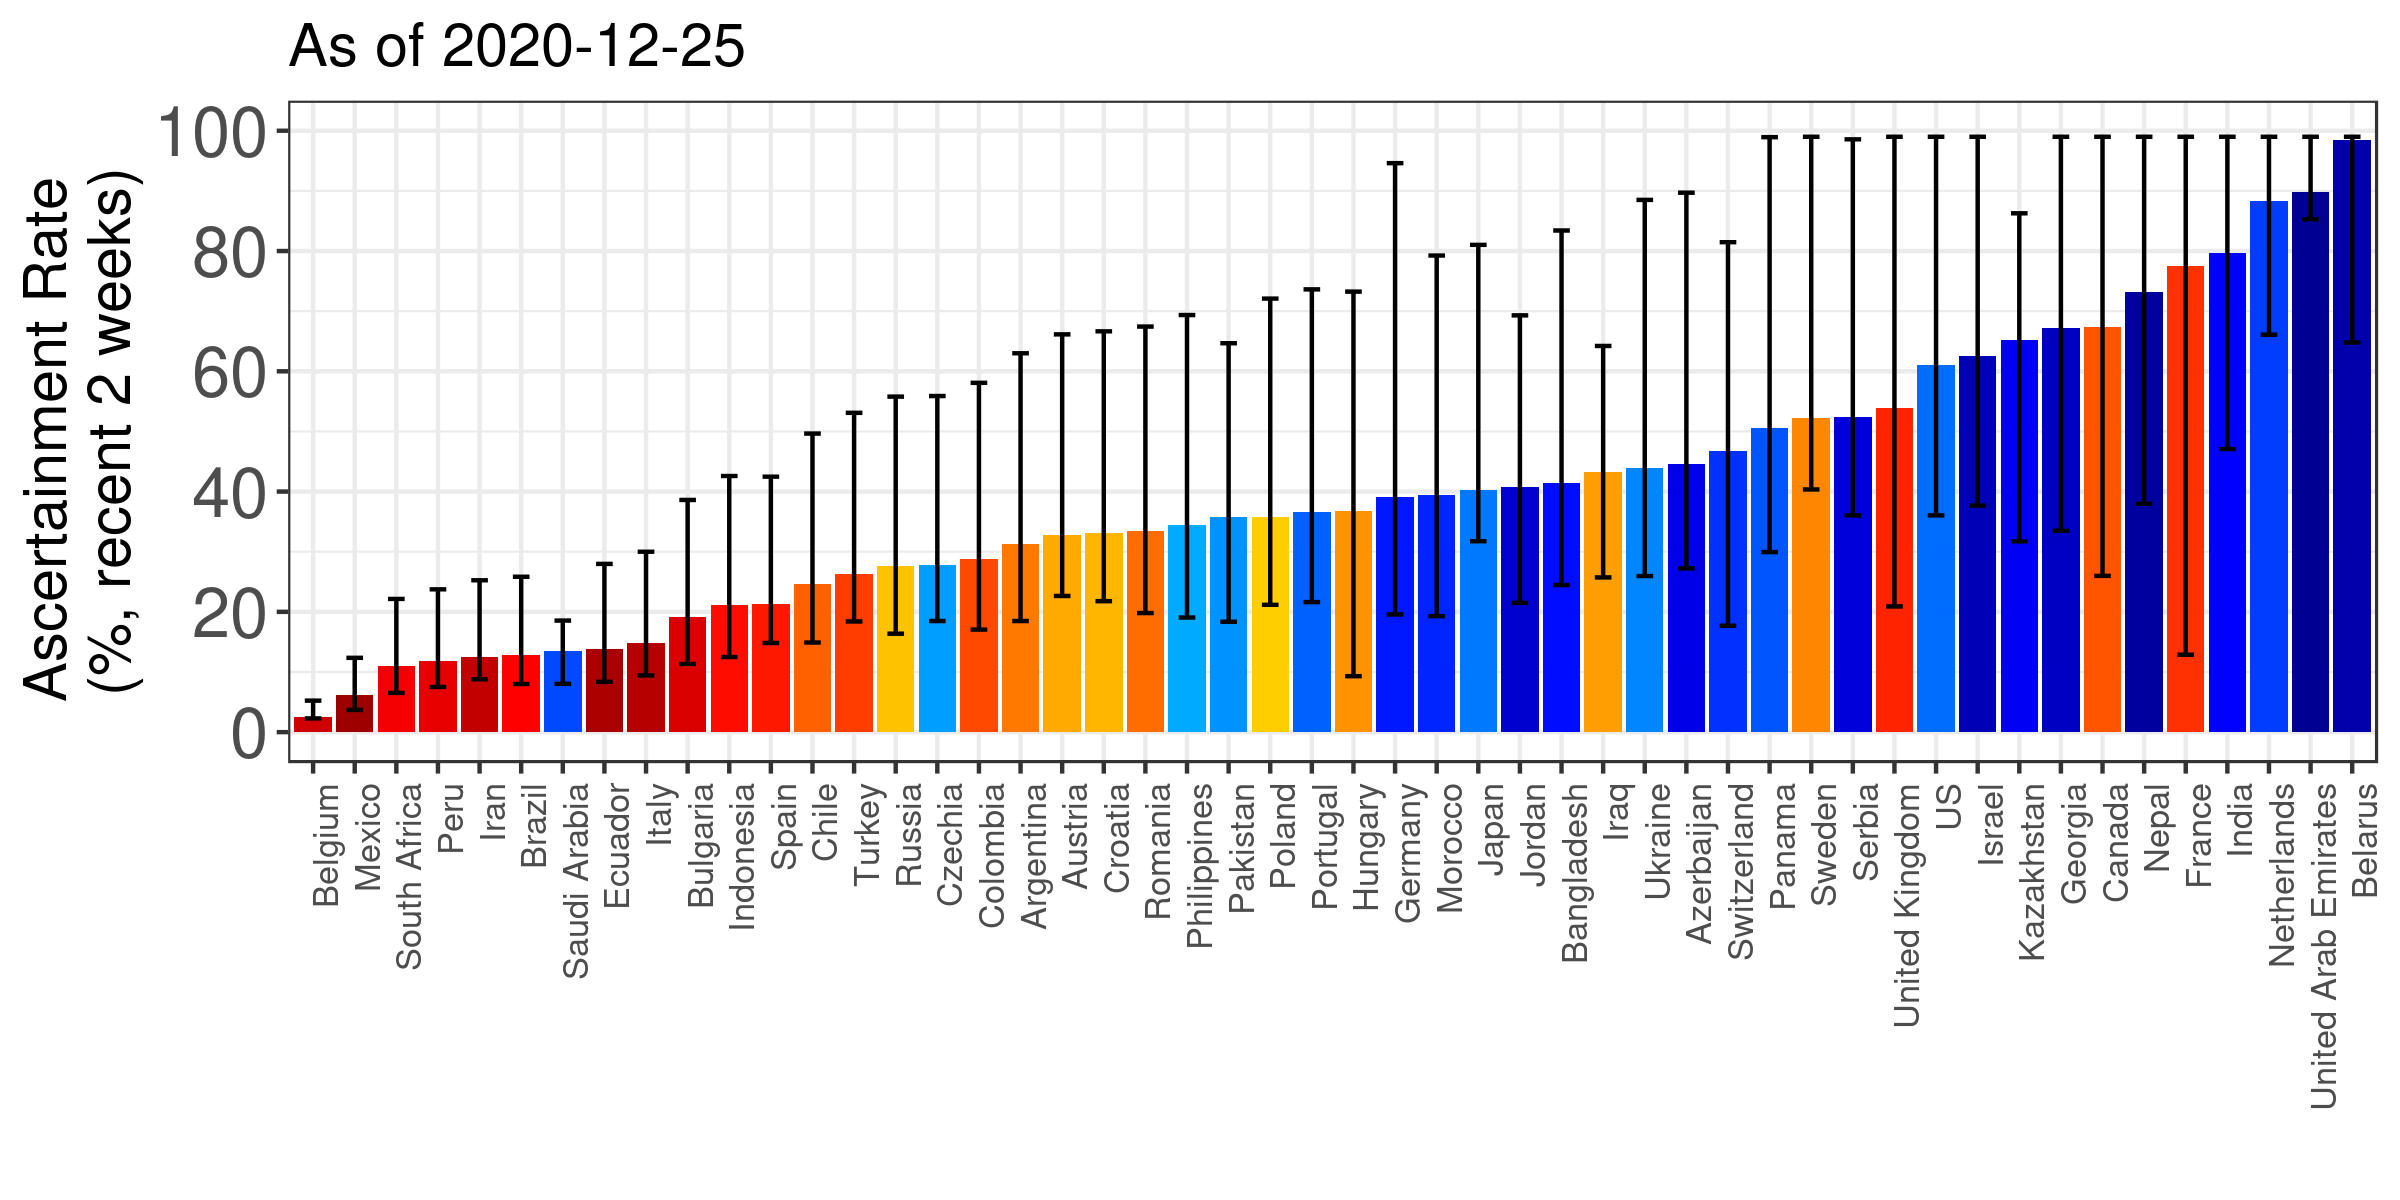 As of 2020-12-25
Ascertainment Rate
(%, recent 2 weeks)
100
80
60
40
20
0
Belgium
Mexico
South Africa
Peru
Iran
Brazil
Saudi Arabia
Ecuador
Italy
Bulgaria
Indonesia
Spain
Chile
Turkey
Russia
Czechia
Colombia
Argentina
Austria
Croatia
Romania
Philippines
Pakistan
Poland
Portugal
Hungary
Germany
Morocco
Japan
Jordan
Bangladesh
Iraq
Ukraine
Azerbaijan
Switzerland
Panama
Sweden
Serbia
United Kingdom
US
Israel
Kazakhstan
Georgia
Canada
Nepal
France
India
Netherlands
United Arab Emirates
Belarus